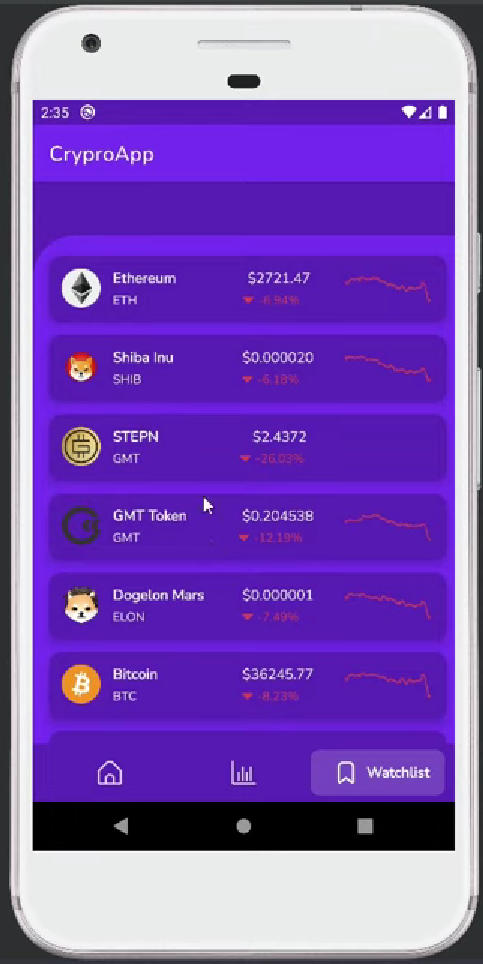 2:35
CryproApp
Ethereum $2721.47
ETH -6.94%
Shiba Inu $0.000020
SHIB -6.18%
STEPN $2.4372
GMT -26.03%
GMT Token $0.204538
GMT -12.19%
Dogelon Mars $0.000001
ELON -7.49%
Bitcoin $36245.77
BTC -8.23%
Watchlist